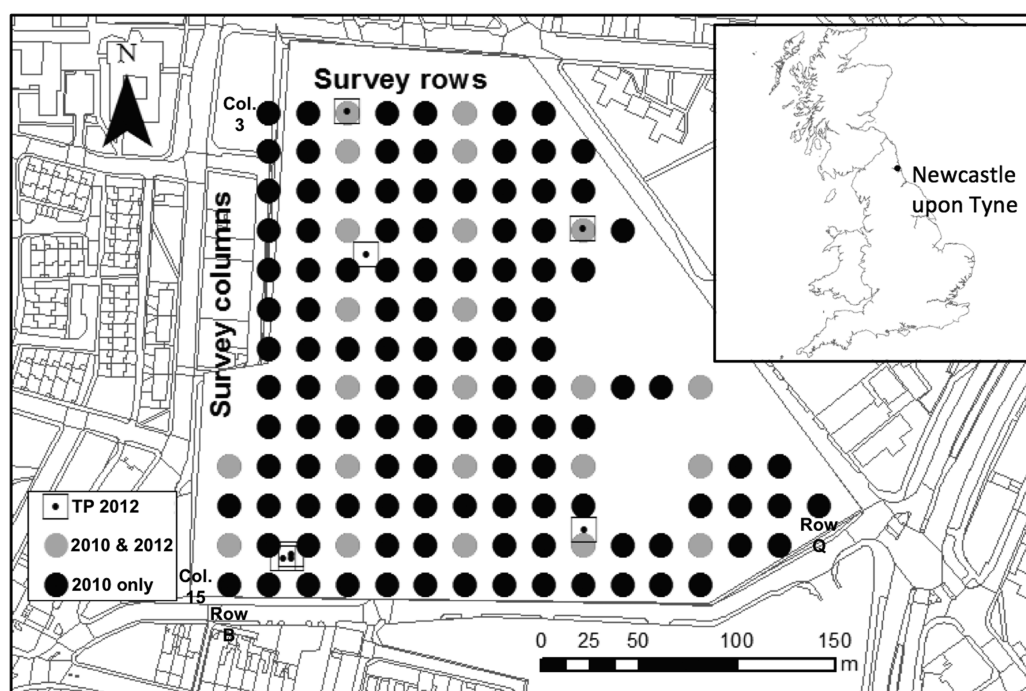 N
Survey rows
Col.
3
Survey columns
Newcastle
upon Tyne
TP 2012
2010 & 2012
2010 only
Col.
15
Row
B
Row
Q
0 25 50 100 150
m